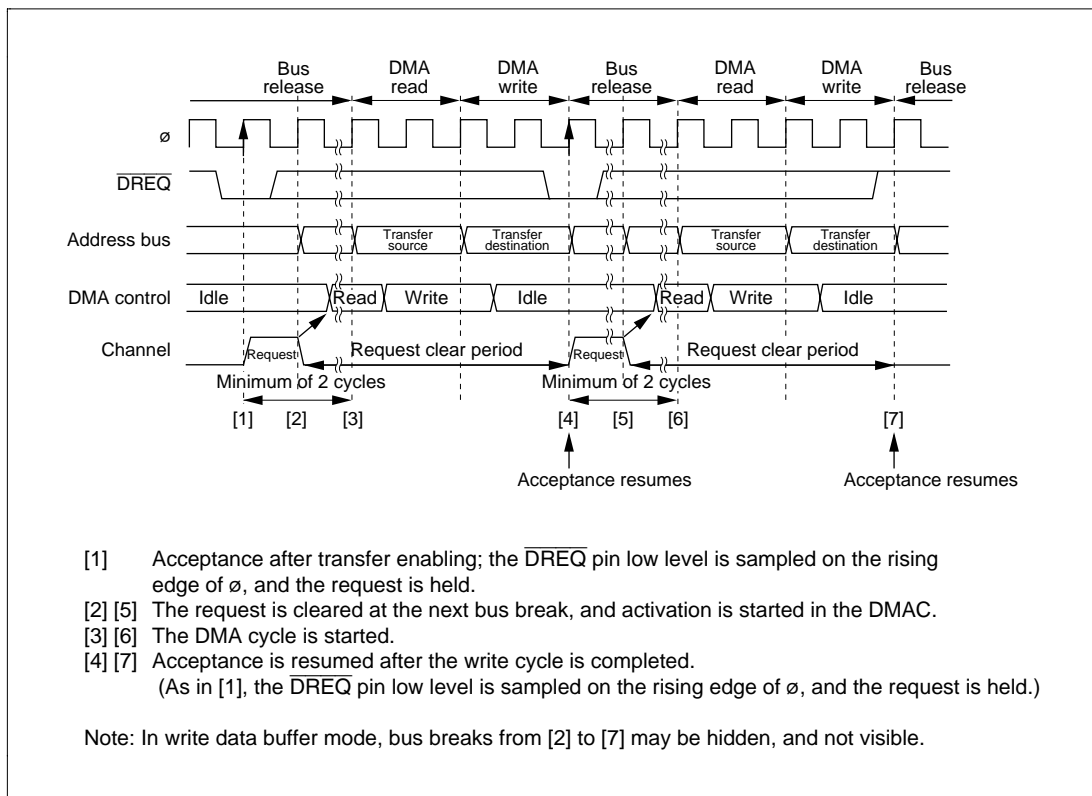 Bus release DMA read DMA write Bus release DMA read DMA write Bus release
ø
DREQ
Address bus Transfer source Transfer destination Transfer source Transfer destination
DMA control Idle Read Write Idle Read Write Idle
Channel Request Request clear period Request Request clear period
Minimum of 2 cycles Minimum of 2 cycles
[1] [2] [3] [4] [5] [6] [7]
Acceptance resumes Acceptance resumes
[1] Acceptance after transfer enabling; the DREQ pin low level is sampled on the rising
edge of ø, and the request is held.
[2] [5] The request is cleared at the next bus break, and activation is started in the DMAC.
[3] [6] The DMA cycle is started.
[4] [7] Acceptance is resumed after the write cycle is completed.
(As in [1], the DREQ pin low level is sampled on the rising edge of ø, and the request is held.)
Note: In write data buffer mode, bus breaks from [2] to [7] may be hidden, and not visible.